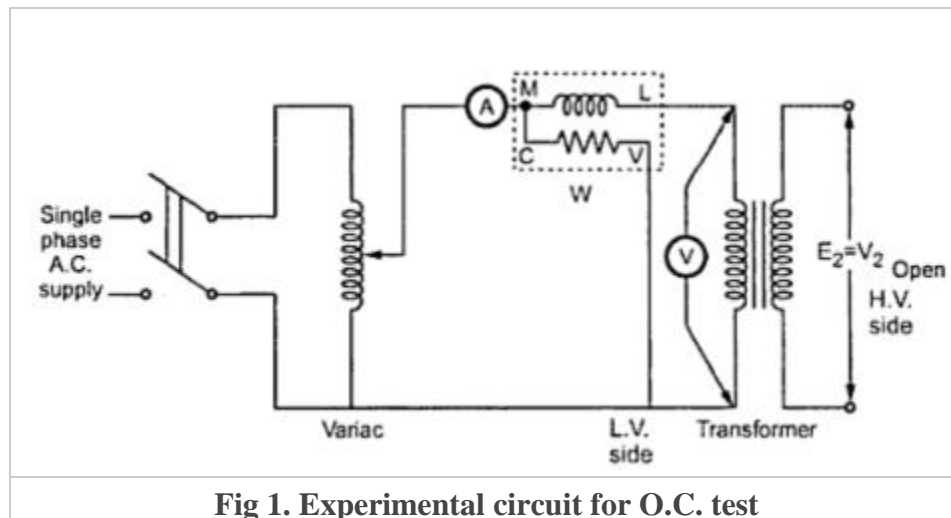 M
L
A
C
V
W
Single
phase
A.C.
supply
V
E₂=V₂
Open
H.V.
side
Variac
L.V.
side
Transformer
Fig 1. Experimental circuit for O.C. test